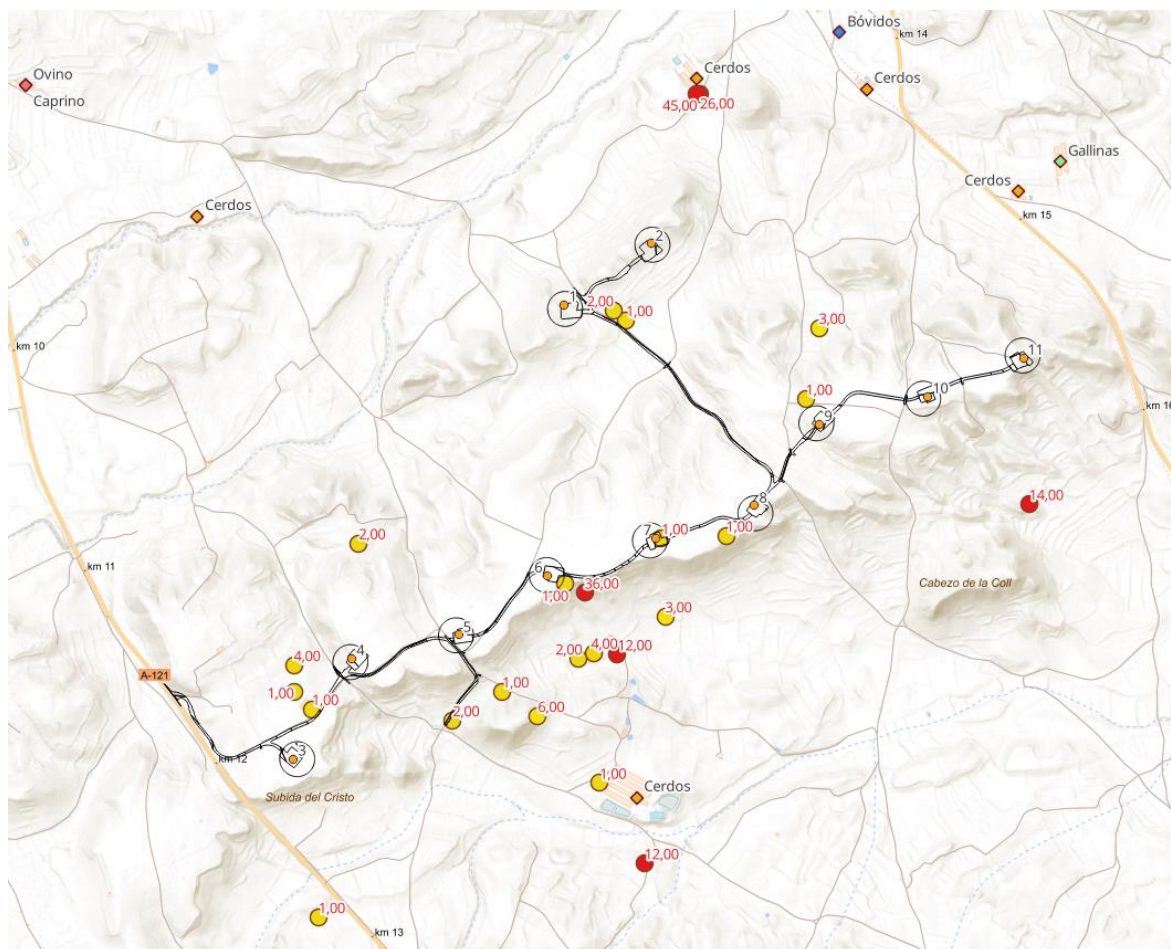 Bóvidos
km 14
Ovino
Caprino
Cerdos
Cerdos
45,00
26,00
Gallinas
Cerdos
Cerdos
km 15
2
1
2,00
1,00
3,00
km 10
11
10
1,00
km 16
9
8
14,00
7
1,00
1,00
2,00
km 11
6
1,00
36,00
Cabezo de la Coll
3,00
5
4
4,00
2,00
4,00
12,00
A-121
1,00
1,00
1,00
2,00
6,00
3
km 12
1,00
Cerdos
Subida del Cristo
12,00
1,00
km 13